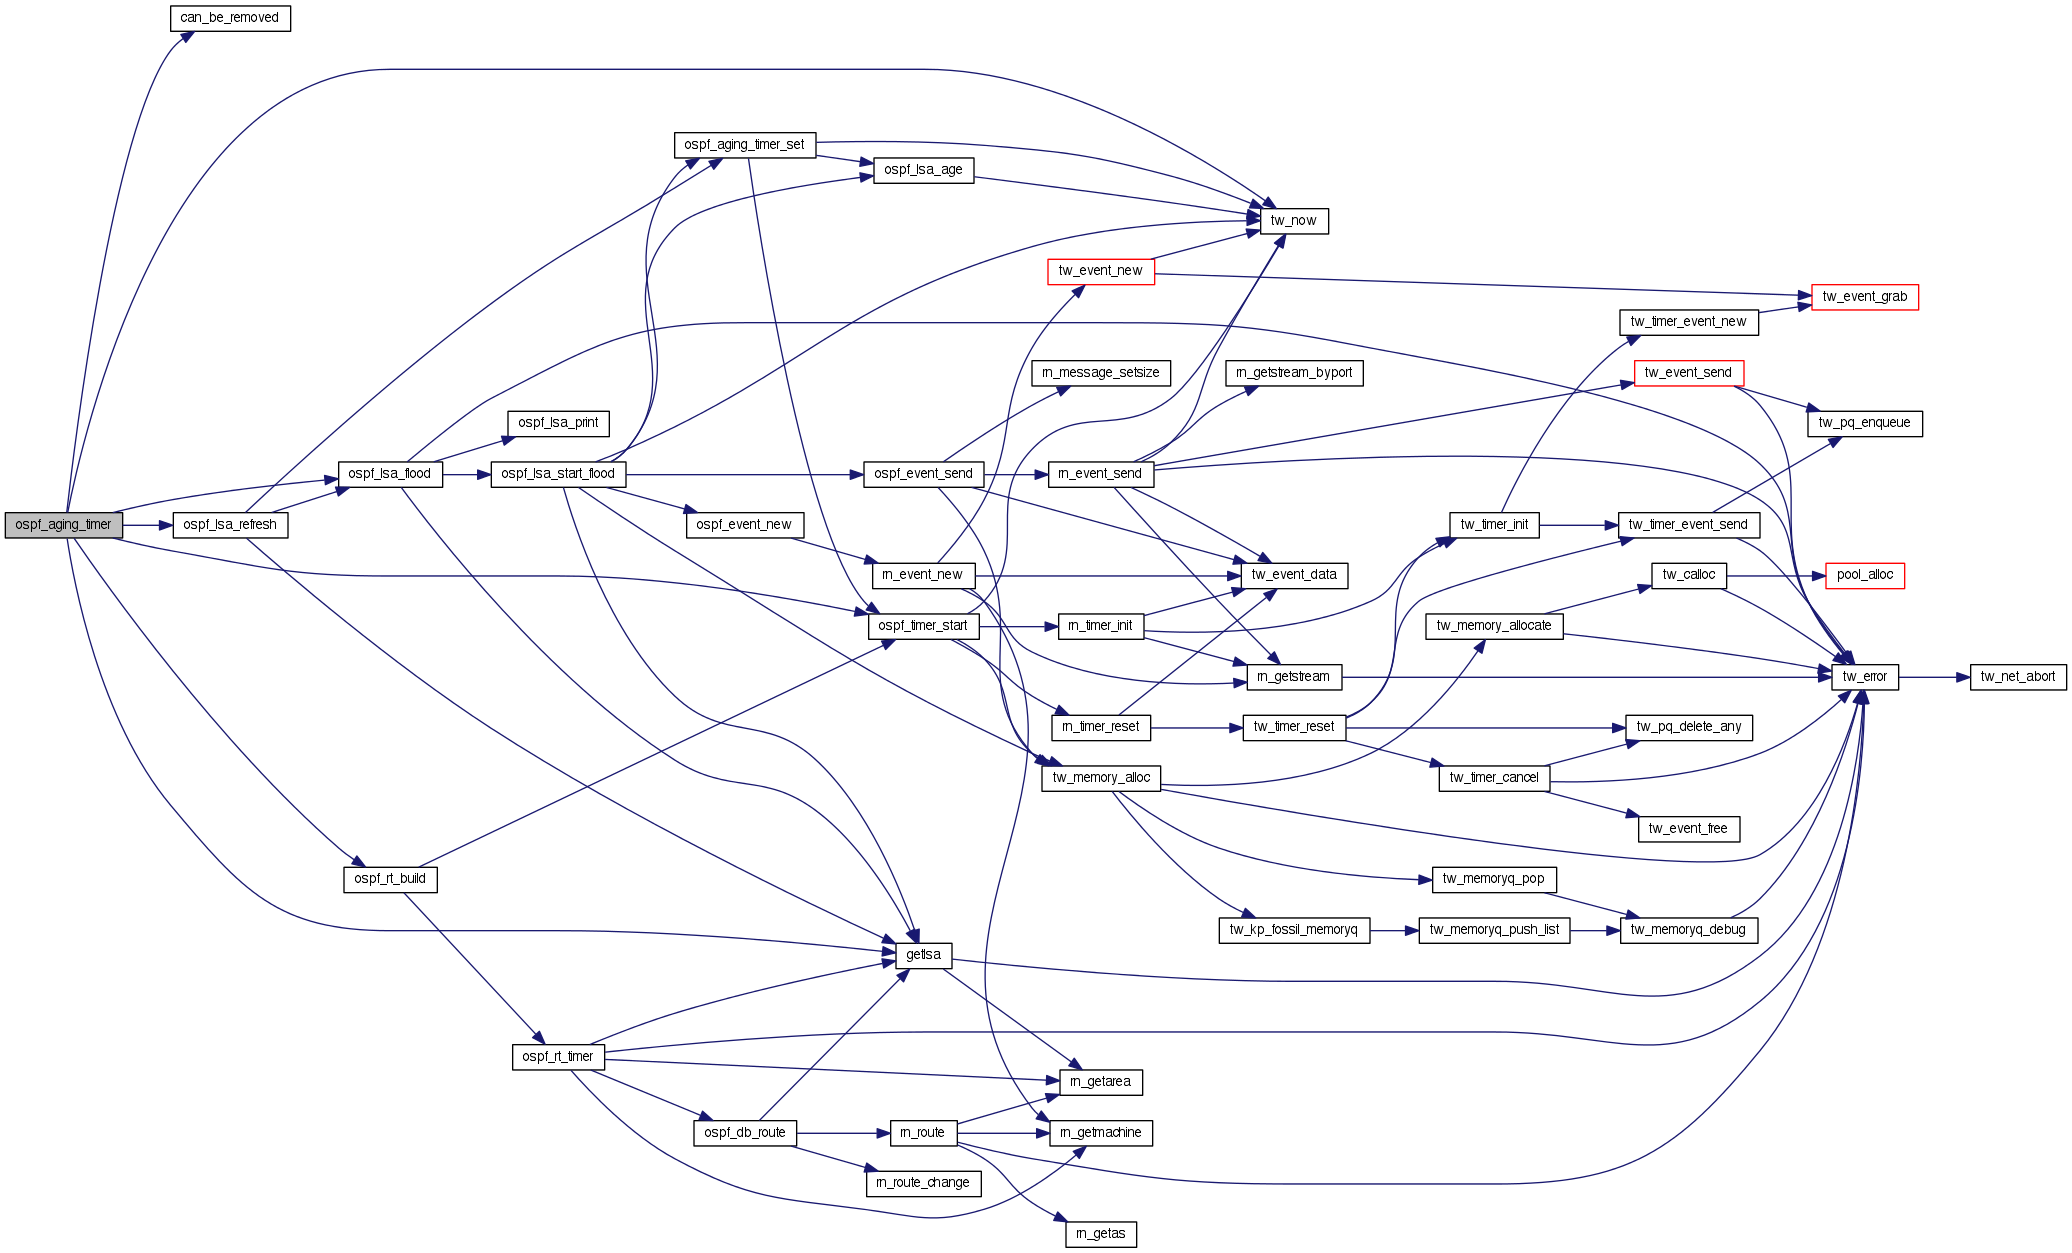 can_be_removed
ospf_aging_timer_set
ospf_lsa_age
tw_now
tw_event_new
tw_event_grab
tw_timer_event_new
rn_message_setsize
rn_getstream_byport
tw_event_send
ospf_lsa_print
tw_pq_enqueue
ospf_lsa_flood
ospf_lsa_start_flood
ospf_event_send
rn_event_send
ospf_aging_timer
ospf_lsa_refresh
ospf_event_new
tw_timer_init
tw_timer_event_send
rn_event_new
tw_event_data
tw_calloc
pool_alloc
ospf_timer_start
rn_timer_init
tw_memory_allocate
rn_getstream
tw_error
tw_net_abort
rn_timer_reset
tw_timer_reset
tw_pq_delete_any
tw_memory_alloc
tw_timer_cancel
tw_event_free
ospf_rt_build
tw_memoryq_pop
tw_kp_fossil_memoryq
tw_memoryq_push_list
tw_memoryq_debug
getlsa
ospf_rt_timer
rn_getarea
ospf_db_route
rn_route
rn_getmachine
rn_route_change
rn_getas